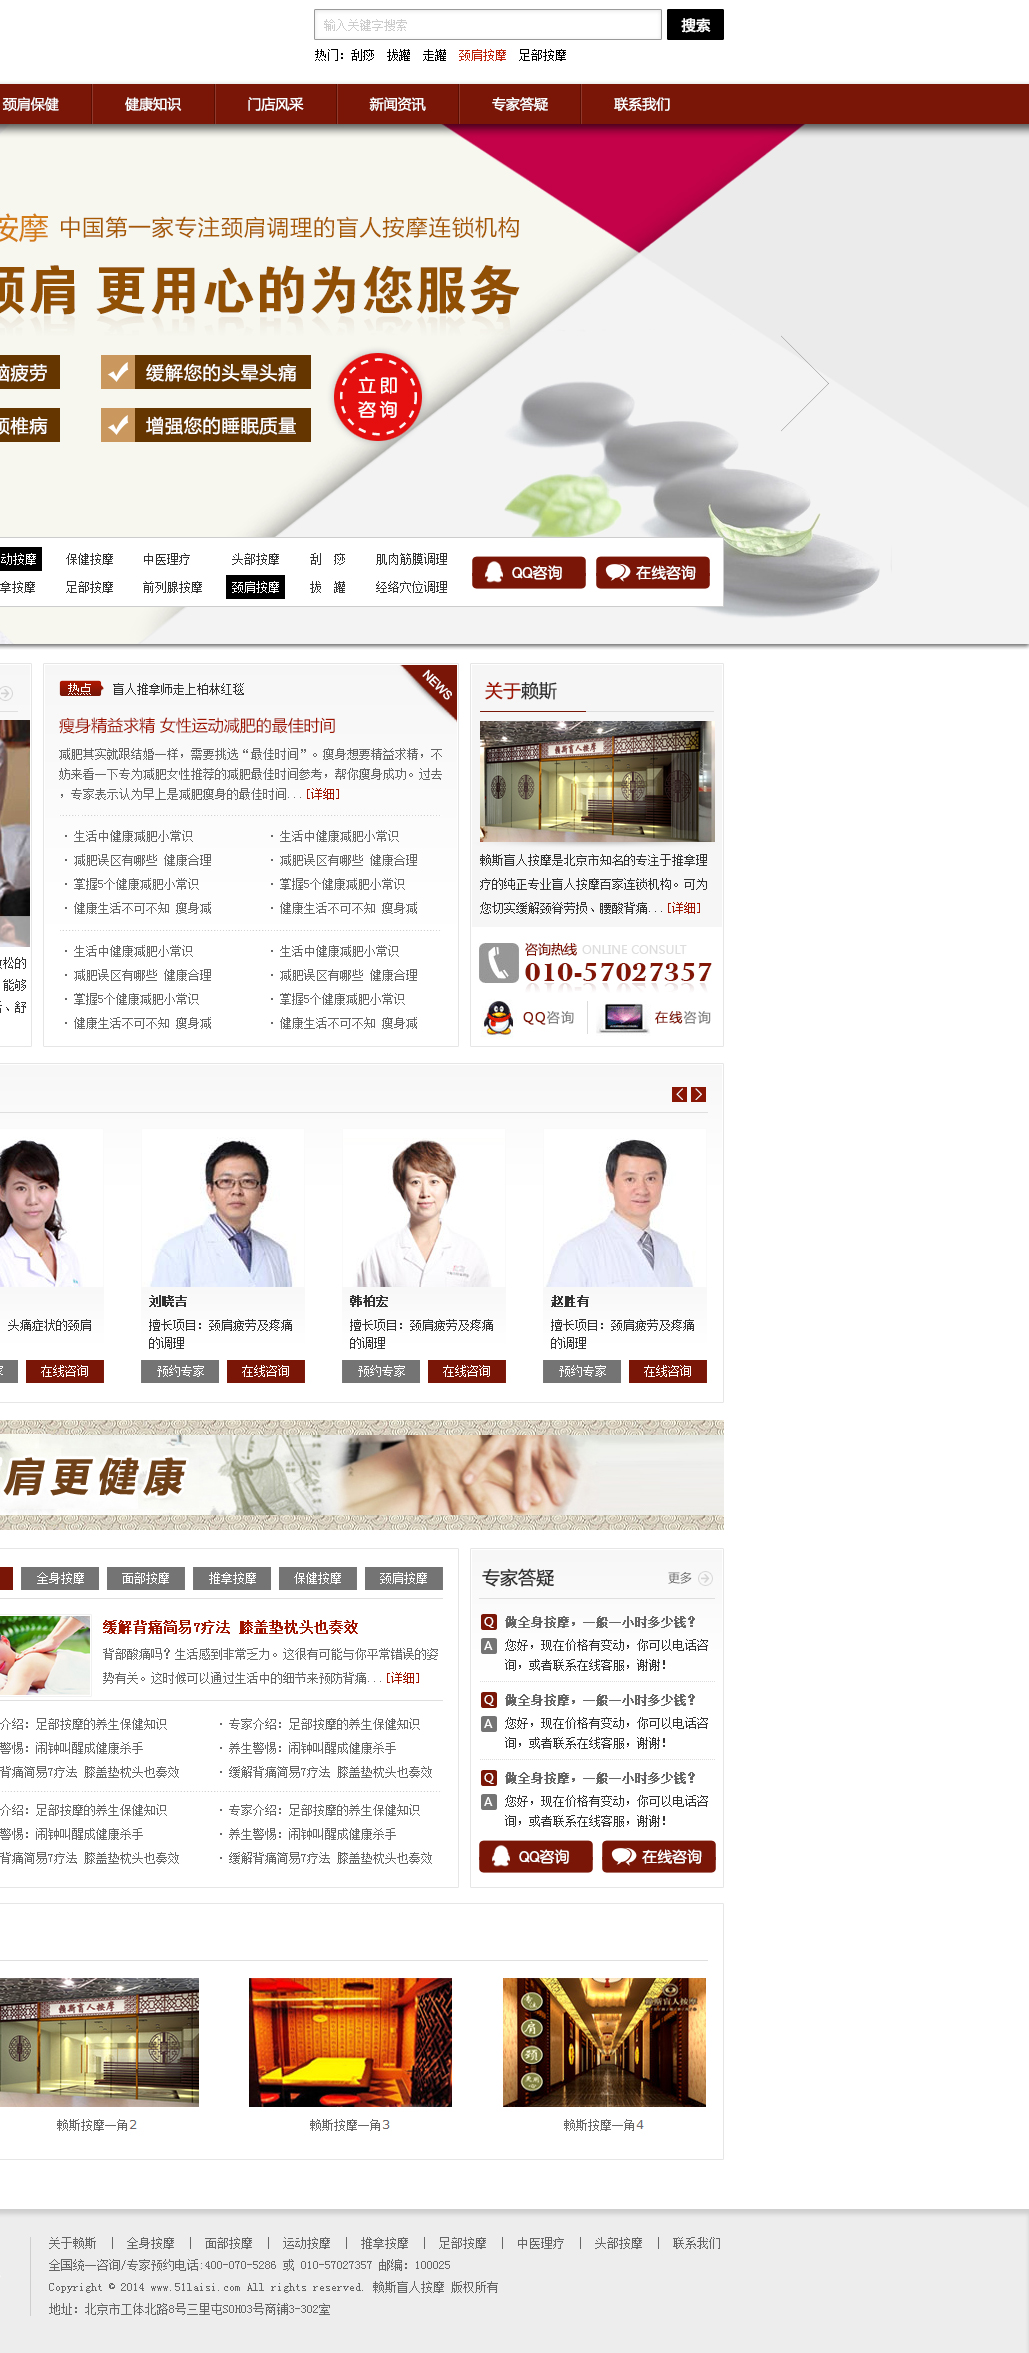 输入关键字搜索 搜索
热门：刮痧 拔罐 走罐 颈肩按摩 足部按摩
颈肩保健 健康知识 门店风采 新闻资讯 专家答疑 联系我们
按摩 中国第一家专注颈肩调理的盲人按摩连锁机构
颈肩 更用心的为您服务
脑疲劳 缓解您的头晕头痛
颈椎病 增强您的睡眠质量
立即
咨询
动按摩 保健按摩 中医理疗 头部按摩 刮 痧 肌肉筋膜调理
拿按摩 足部按摩 前列腺按摩 颈肩按摩 拔 罐 经络穴位调理
QQ咨询 在线咨询
松的
能够
、舒
热点 盲人推拿师走上柏林红毯
NEWS
瘦身精益求精 女性运动减肥的最佳时间
减肥其实就跟结婚一样，需要挑选“最佳时间”。瘦身想要精益求精，不
妨来看一下专为减肥女性推荐的减肥最佳时间参考，帮你瘦身成功。过去
，专家表示认为早上是减肥瘦身的最佳时间...[详细]
· 生活中健康减肥小常识 · 生活中健康减肥小常识
· 减肥误区有哪些 健康合理 · 减肥误区有哪些 健康合理
· 掌握5个健康减肥小常识 · 掌握5个健康减肥小常识
· 健康生活不可不知 瘦身减 · 健康生活不可不知 瘦身减
· 生活中健康减肥小常识 · 生活中健康减肥小常识
· 减肥误区有哪些 健康合理 · 减肥误区有哪些 健康合理
· 掌握5个健康减肥小常识 · 掌握5个健康减肥小常识
· 健康生活不可不知 瘦身减 · 健康生活不可不知 瘦身减
关于赖斯
赖斯盲人按摩
赖斯盲人按摩是北京市知名的专注于推拿理
疗的纯正专业盲人按摩百家连锁机构。可为
您切实缓解颈脊劳损、腰酸背痛...[详细]
咨询热线 ONLINE CONSULT
010-57027357
QQ咨询 在线咨询
头痛症状的颈肩
家 在线咨询
刘晓吉
擅长项目：颈肩疲劳及疼痛
的调理
预约专家 在线咨询
韩柏宏
擅长项目：颈肩疲劳及疼痛
的调理
预约专家 在线咨询
赵胜有
擅长项目：颈肩疲劳及疼痛
的调理
预约专家 在线咨询
肩更健康
全身按摩 面部按摩 推拿按摩 保健按摩 颈肩按摩
缓解背痛简易7疗法 膝盖垫枕头也奏效
背部酸痛吗？生活感到非常乏力。这很有可能与你平常错误的姿
势有关。这时候可以通过生活中的细节来预防背痛...[详细]
介绍：足部按摩的养生保健知识 · 专家介绍：足部按摩的养生保健知识
警惕：闹钟叫醒成健康杀手 · 养生警惕：闹钟叫醒成健康杀手
背痛简易7疗法 膝盖垫枕头也奏效 · 缓解背痛简易7疗法 膝盖垫枕头也奏效
介绍：足部按摩的养生保健知识 · 专家介绍：足部按摩的养生保健知识
警惕：闹钟叫醒成健康杀手 · 养生警惕：闹钟叫醒成健康杀手
背痛简易7疗法 膝盖垫枕头也奏效 · 缓解背痛简易7疗法 膝盖垫枕头也奏效
专家答疑 更多
Q 做全身按摩，一般一小时多少钱？
A 您好，现在价格有变动，你可以电话咨
询，或者联系在线客服，谢谢！
Q 做全身按摩，一般一小时多少钱？
A 您好，现在价格有变动，你可以电话咨
询，或者联系在线客服，谢谢！
Q 做全身按摩，一般一小时多少钱？
A 您好，现在价格有变动，你可以电话咨
询，或者联系在线客服，谢谢！
QQ咨询 在线咨询
赖斯盲人按摩
赖斯盲人按摩
肩
颈
赖斯按摩一角2 赖斯按摩一角3 赖斯按摩一角4
关于赖斯 | 全身按摩 | 面部按摩 | 运动按摩 | 推拿按摩 | 足部按摩 | 中医理疗 | 头部按摩 | 联系我们
全国统一咨询/专家预约电话:400-070-5286 或 010-57027357 邮编：100025
Copyright © 2014 www.51laisi.com All rights reserved. 赖斯盲人按摩 版权所有
地址：北京市工体北路8号三里屯SOHO3号商铺3-302室